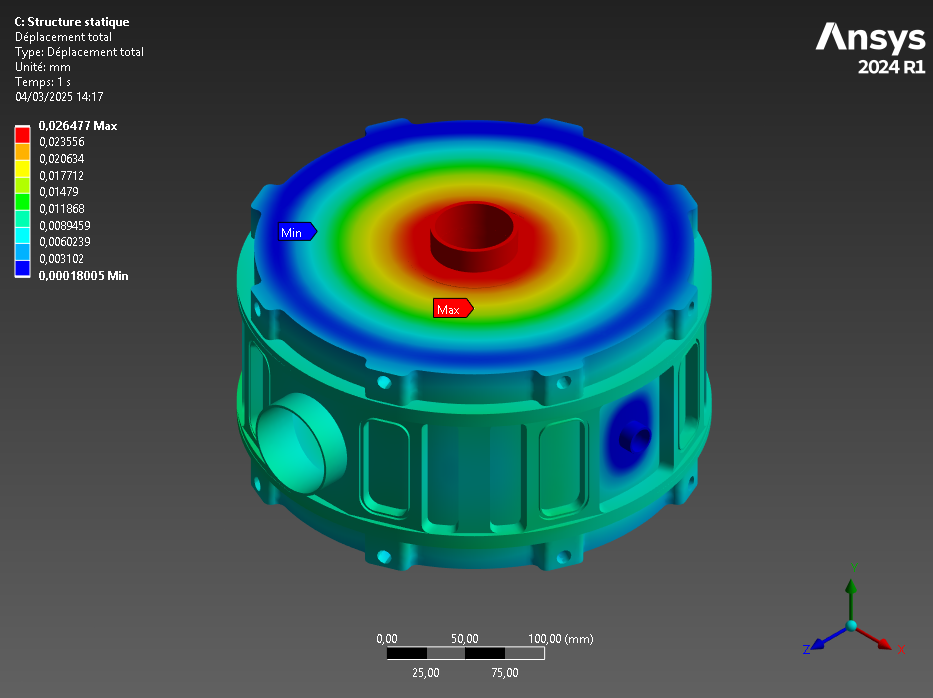 C: Structure statique
Déplacement total
Type: Déplacement total
Unité: mm
Temps: 1 s
04/03/2025 14:17
Ansys
2024 R1
0,026477 Max
0,023556
0,020634
0,017712
0,01479
0,011868
0,0089459
0,0060239
0,003102
0,00018005 Min
Min
Max
0,00 50,00 100,00 (mm)
25,00 75,00
Y
Z
X